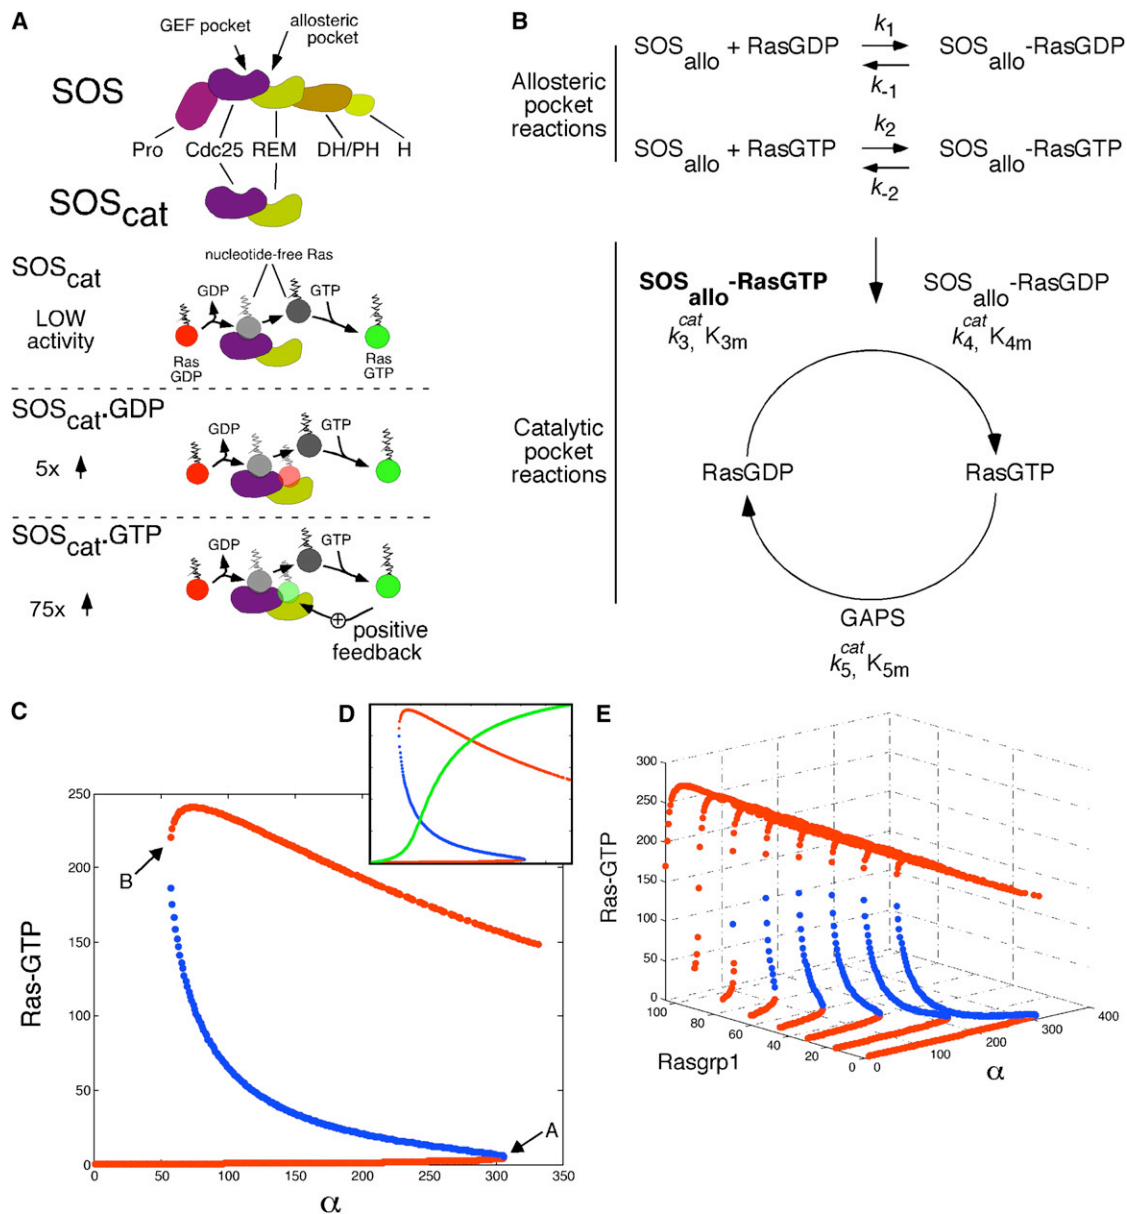 A
GEF pocket
allosteric
pocket
SOS
Pro Cdc25 REM DH/PH H
SOScat
SOScat
LOW
activity
nucleotide-free Ras
GDP
GTP
Ras
GDP
Ras
GTP
SOScat.GDP
5x
GDP
GTP
SOScat.GTP
75x
GDP
GTP
+
positive
feedback
B
Allosteric
pocket
reactions
SOSallo + RasGDP
k1
k-1
SOSallo-RasGDP
SOSallo + RasGTP
k2
k-2
SOSallo-RasGTP
Catalytic
pocket
reactions
SOSallo-RasGTP
k3cat, K3m
SOSallo-RasGDP
k4cat, K4m
RasGDP
RasGTP
GAPS
k5cat, K5m
C
Ras-GTP
250
200
150
100
50
0
0 50 100 150 200 250 300 350
α
B
A
D
E
Ras-GTP
300
250
200
150
100
50
0
100 80 60 40 20 0
Rasgrp1
0 100 200 300 400
α